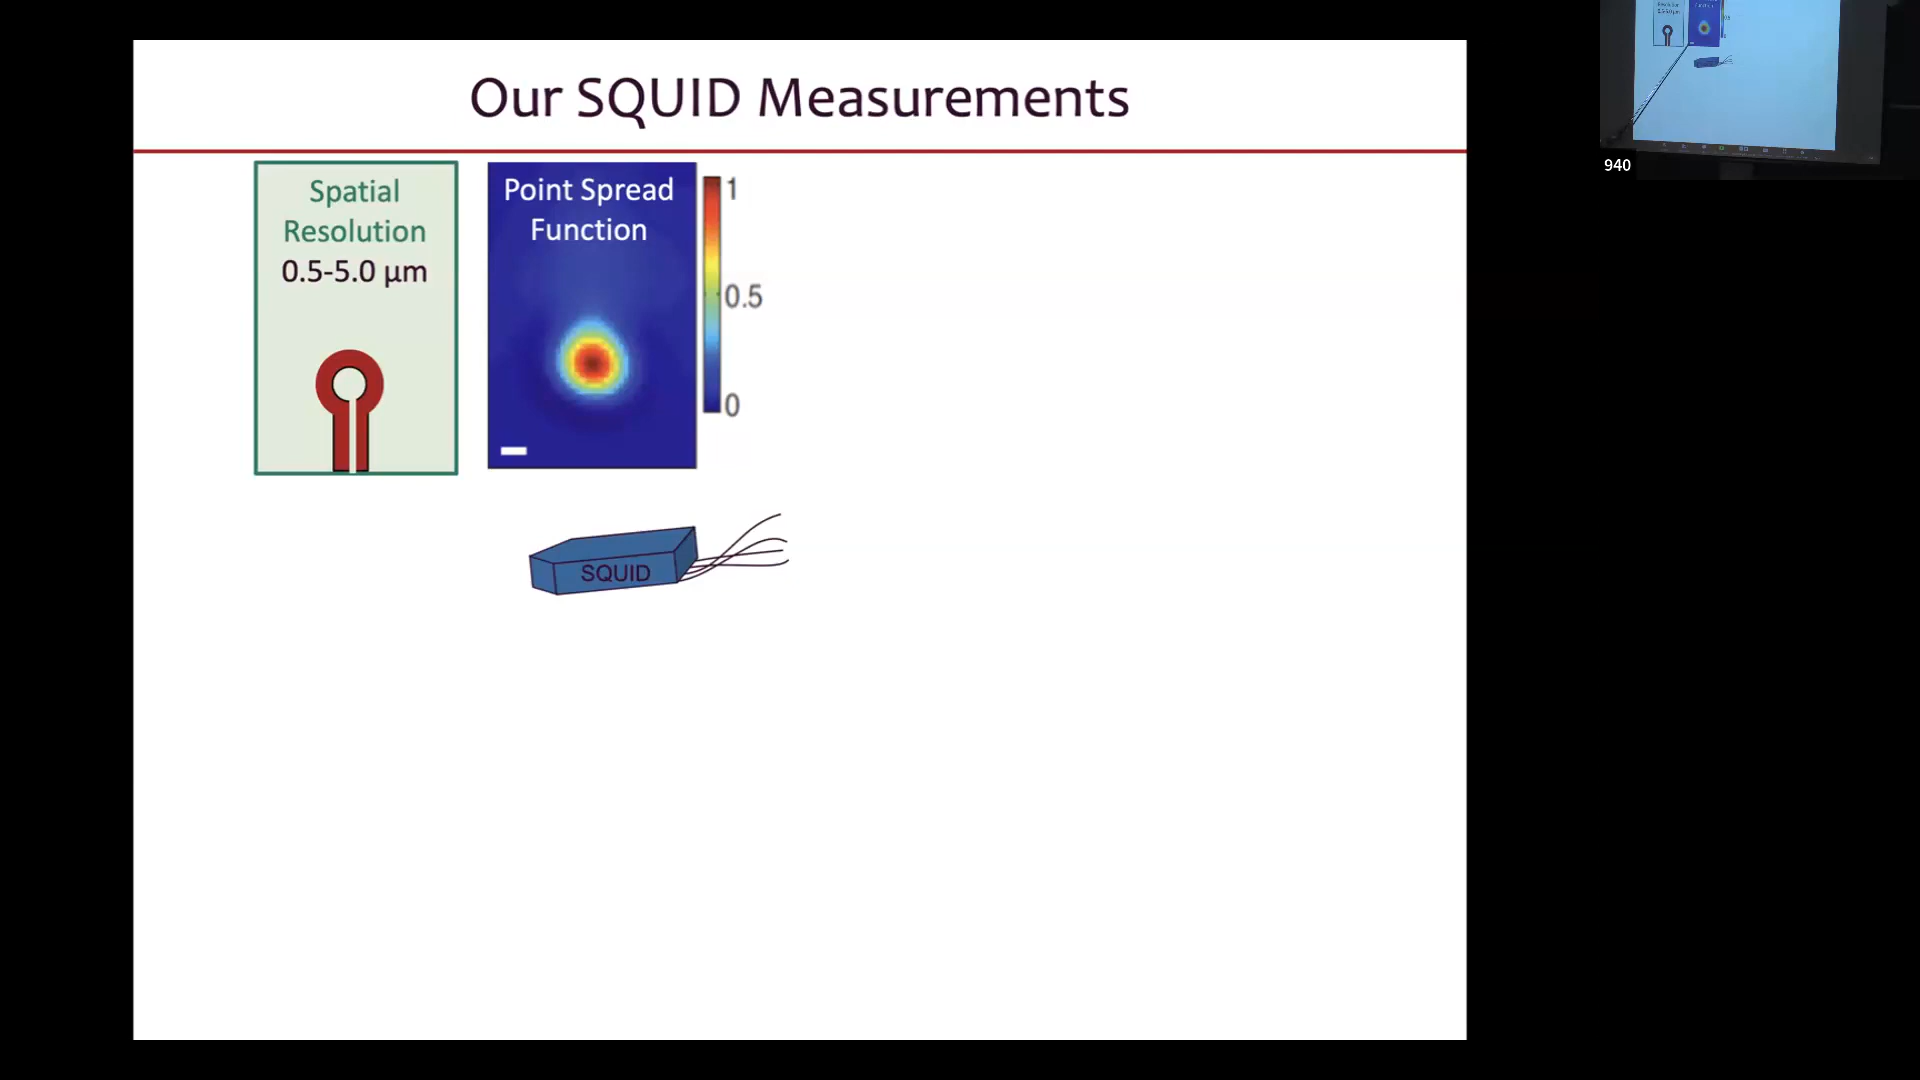 Our SQUID Measurements
Spatial
Resolution
0.5-5.0 μm
Point Spread
Function
1
0.5
0
SQUID
940